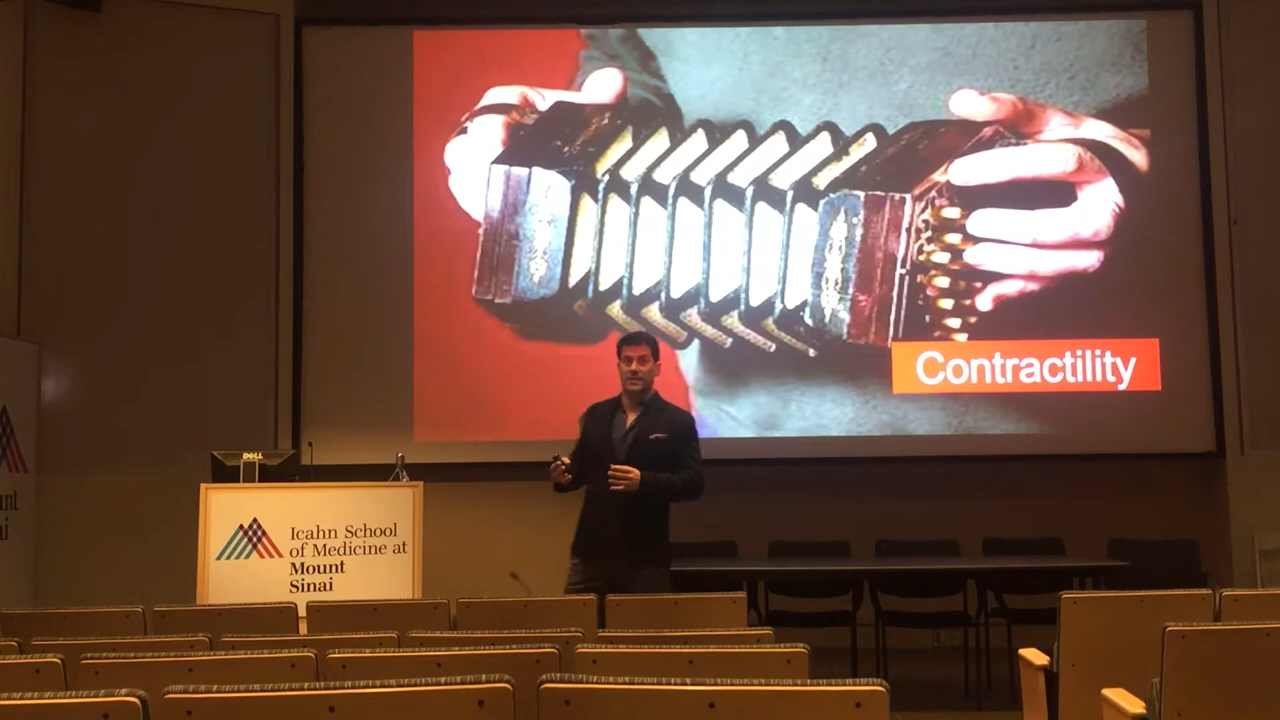 Contractility
DELL
Icahn School
of Medicine at
Mount
Sinai